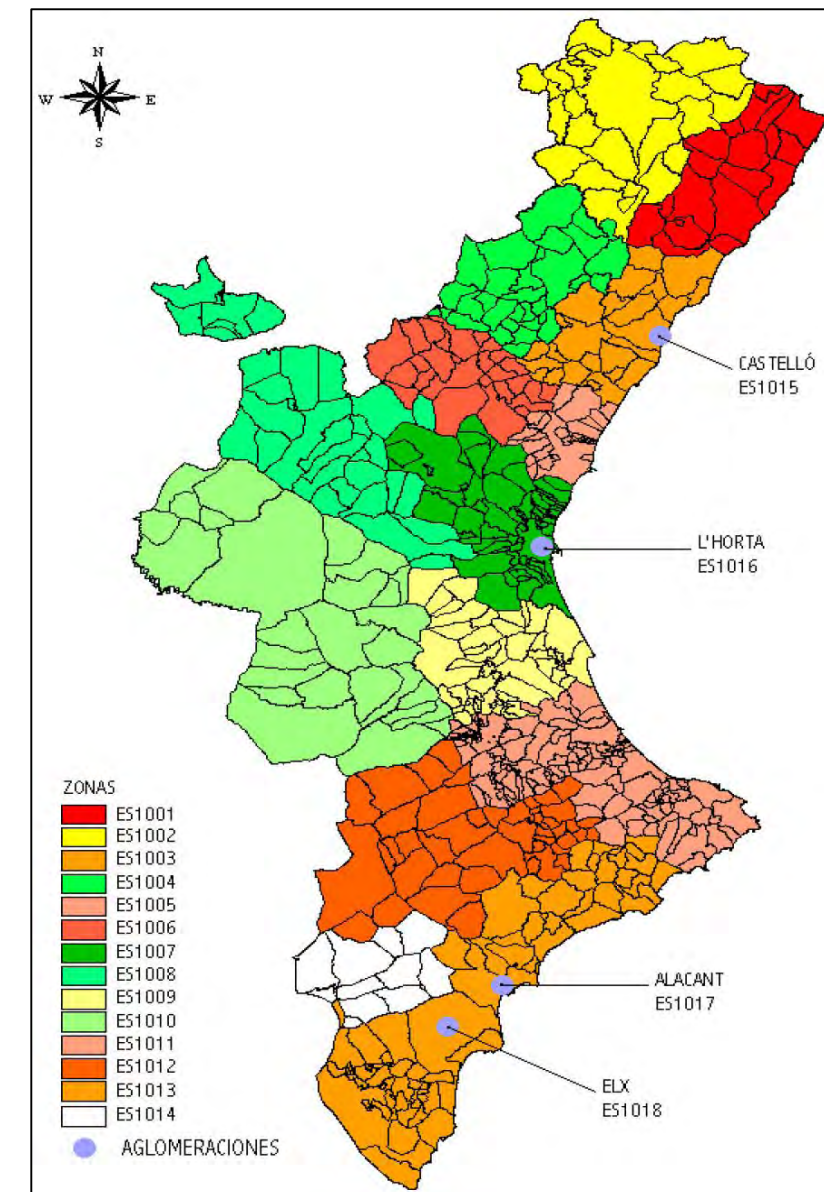 N
W E
S
CASTELLÓ
ES1015
L'HORTA
ES1016
ALACANT
ES1017
ELX
ES1018
ZONAS
ES1001
ES1002
ES1003
ES1004
ES1005
ES1006
ES1007
ES1008
ES1009
ES1010
ES1011
ES1012
ES1013
ES1014
AGLOMERACIONES